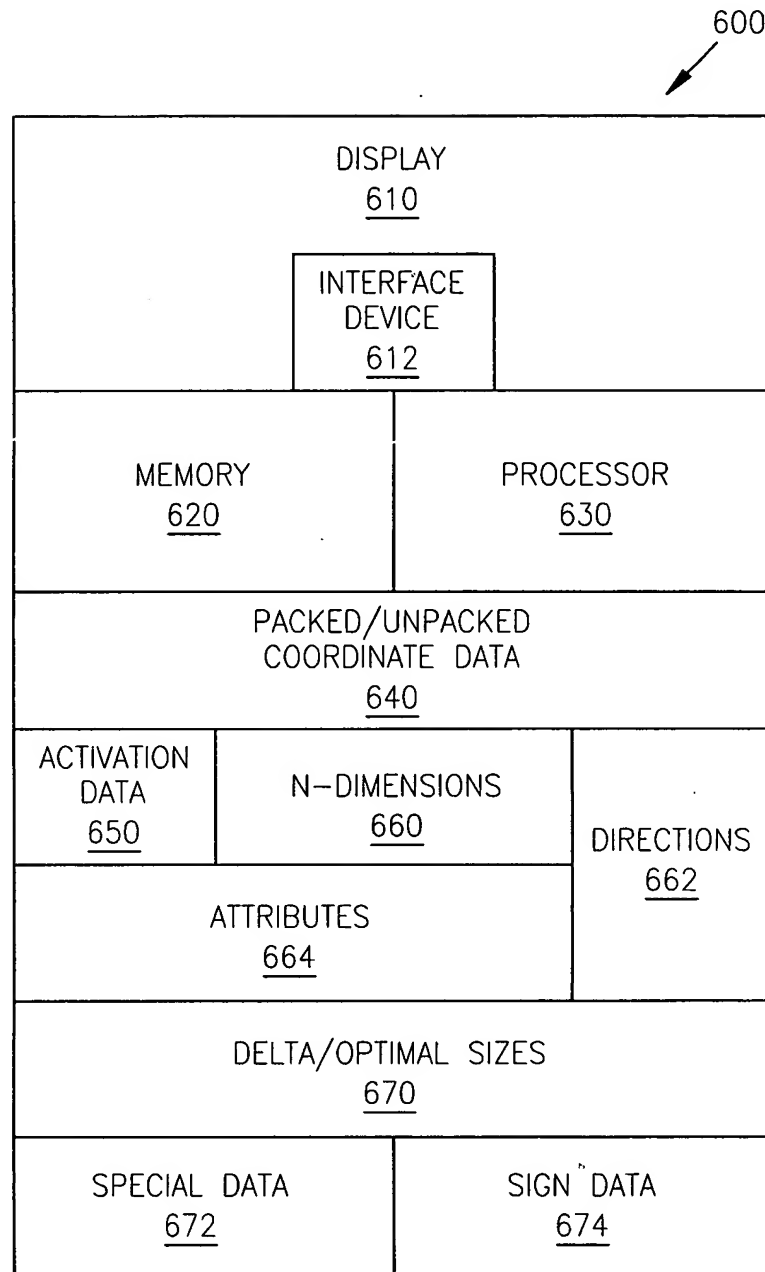 600
DISPLAY
610
INTERFACE
DEVICE
612
MEMORY
620
PROCESSOR
630
PACKED/UNPACKED
COORDINATE DATA
640
ACTIVATION
DATA
650
N-DIMENSIONS
660
DIRECTIONS
662
ATTRIBUTES
664
DELTA/OPTIMAL SIZES
670
SPECIAL DATA
672
SIGN DATA
674